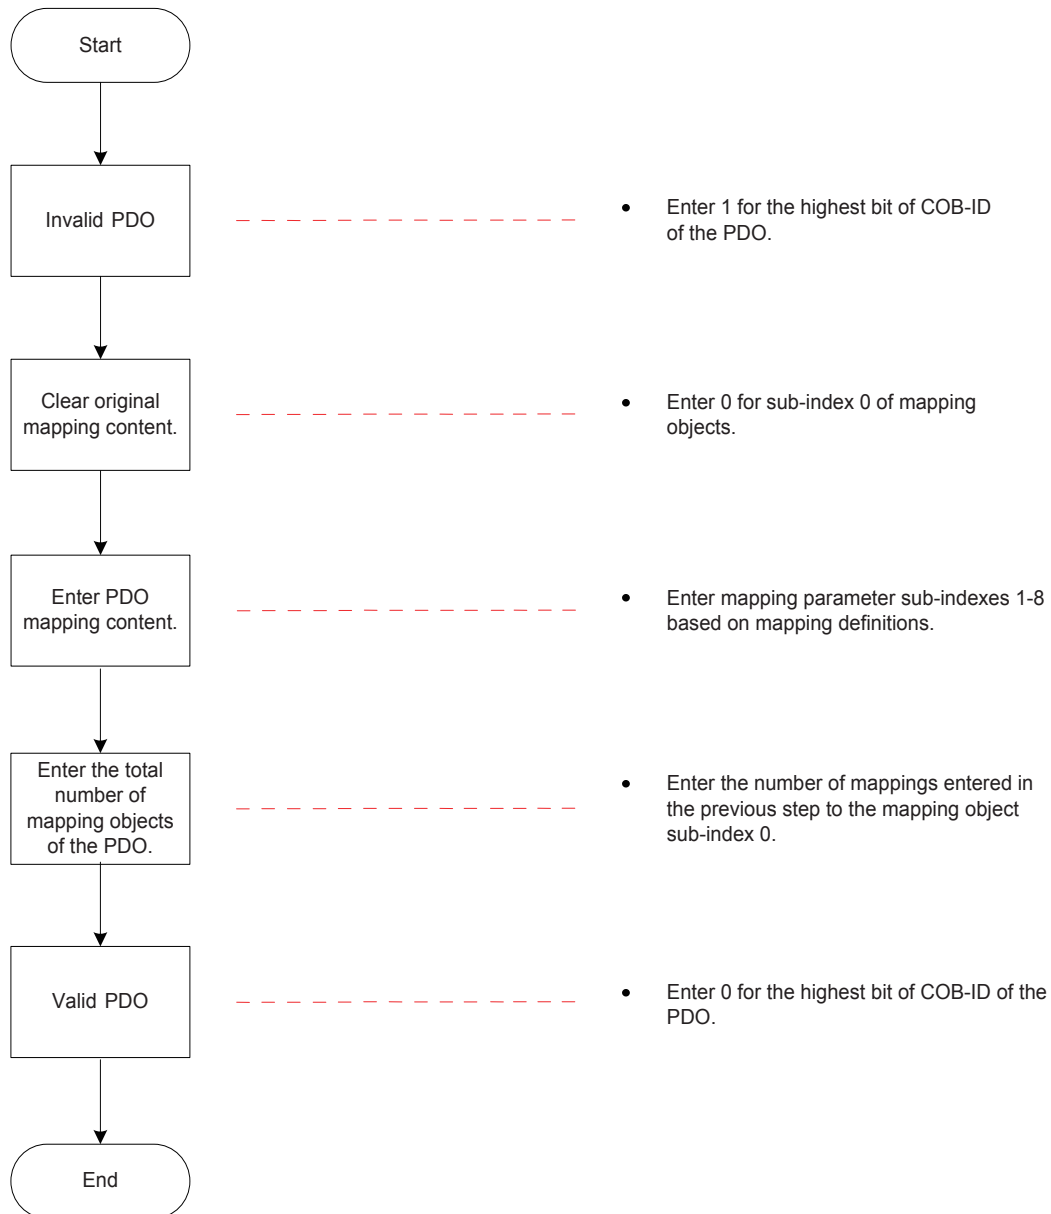 Start
Invalid PDO
• Enter 1 for the highest bit of COB-ID
of the PDO.
Clear original
mapping content.
• Enter 0 for sub-index 0 of mapping
objects.
Enter PDO
mapping content.
• Enter mapping parameter sub-indexes 1-8
based on mapping definitions.
Enter the total
number of
mapping objects
of the PDO.
• Enter the number of mappings entered in
the previous step to the mapping object
sub-index 0.
Valid PDO
• Enter 0 for the highest bit of COB-ID of the
PDO.
End